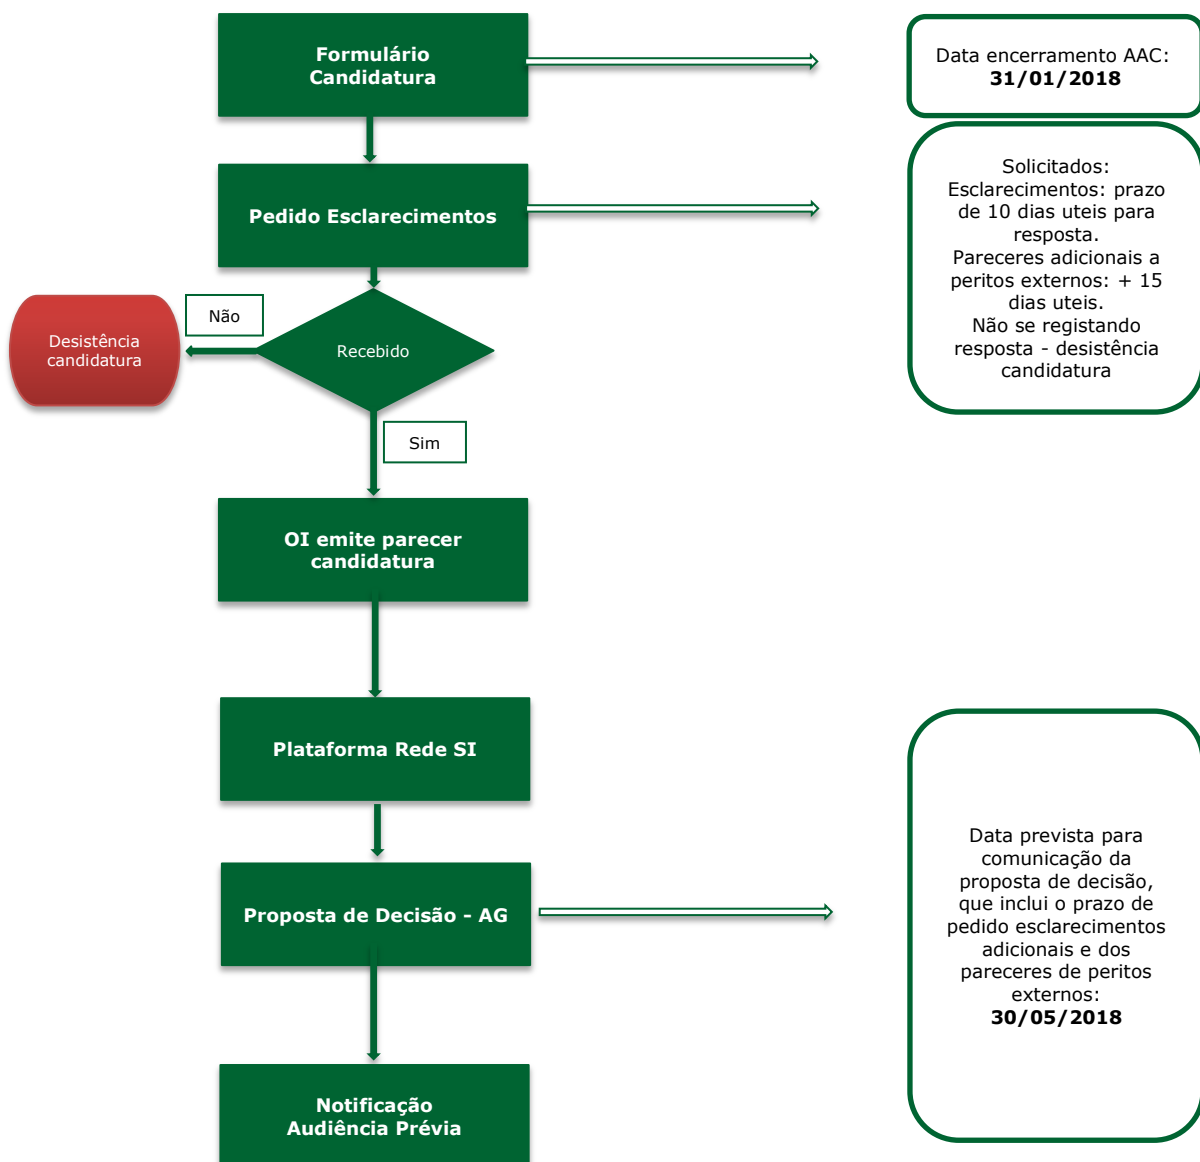 Formulário
Candidatura
Data encerramento AAC:
31/01/2018
Pedido Esclarecimentos
Solicitados:
Esclarecimentos: prazo
de 10 dias uteis para
resposta.
Pareceres adicionais a
peritos externos: + 15
dias uteis.
Não se registando
resposta - desistência
candidatura
Não
Desistência
candidatura
Recebido
Sim
OI emite parecer
candidatura
Plataforma Rede SI
Proposta de Decisão - AG
Data prevista para
comunicação da
proposta de decisão,
que inclui o prazo de
pedido esclarecimentos
adicionais e dos
pareceres de peritos
externos:
30/05/2018
Notificação
Audiência Prévia